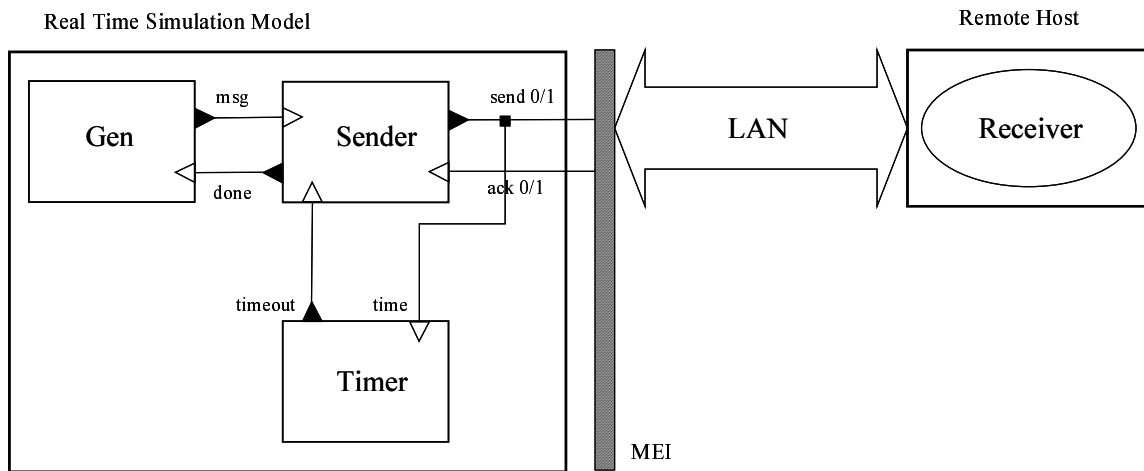 Real Time Simulation Model
Remote Host
msg
send 0/1
Gen
Sender
LAN
Receiver
done
ack 0/1
timeout
time
Timer
MEI